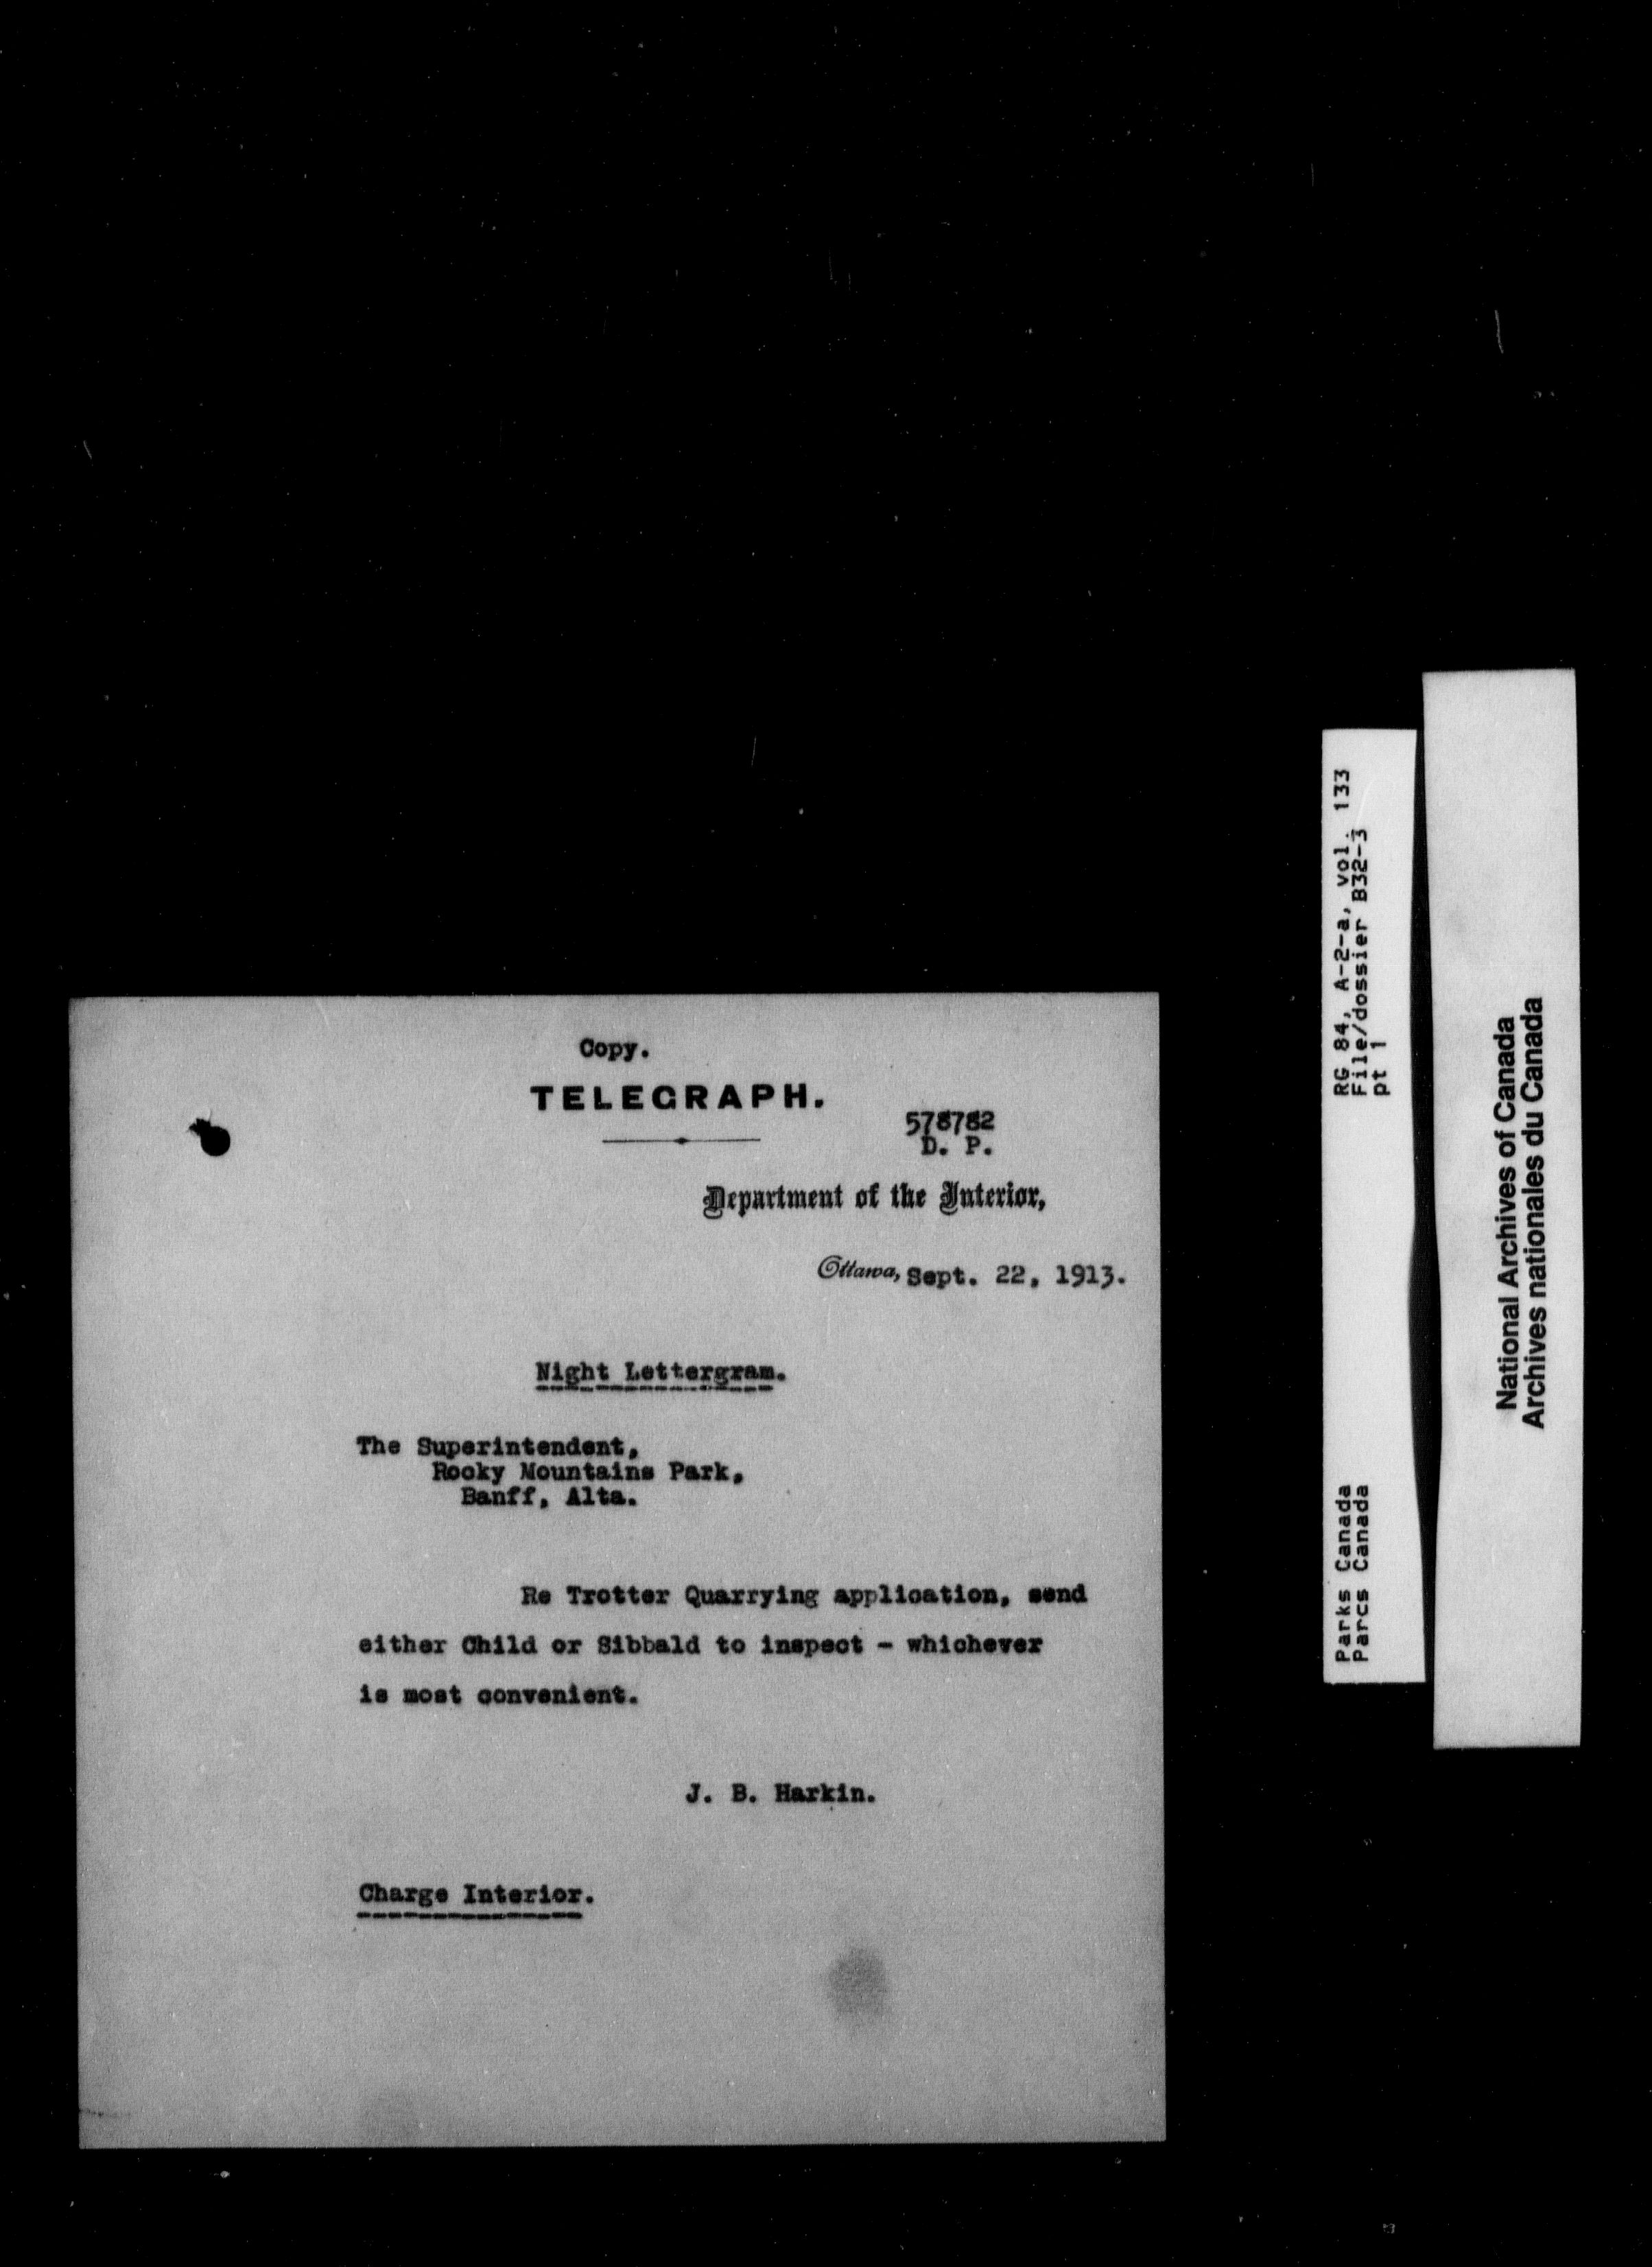 Copy.
TELEGRAPH.
578782
D. P.
Department of the Interior,
Ottawa, Sept. 22, 1913.
Night Lettergram.
The Superintendent,
Rocky Mountains Park,
Banff, Alta.
Re Trotter Quarrying application, send
either Child or Sibbald to inspect - whichever
is most convenient.
J. B. Harkin.
Charge Interior.
RG 84, A-2-a, vol. 133
File/dossier B32-3
pt 1
Parks Canada
Parcs Canada
National Archives of Canada
Archives nationales du Canada